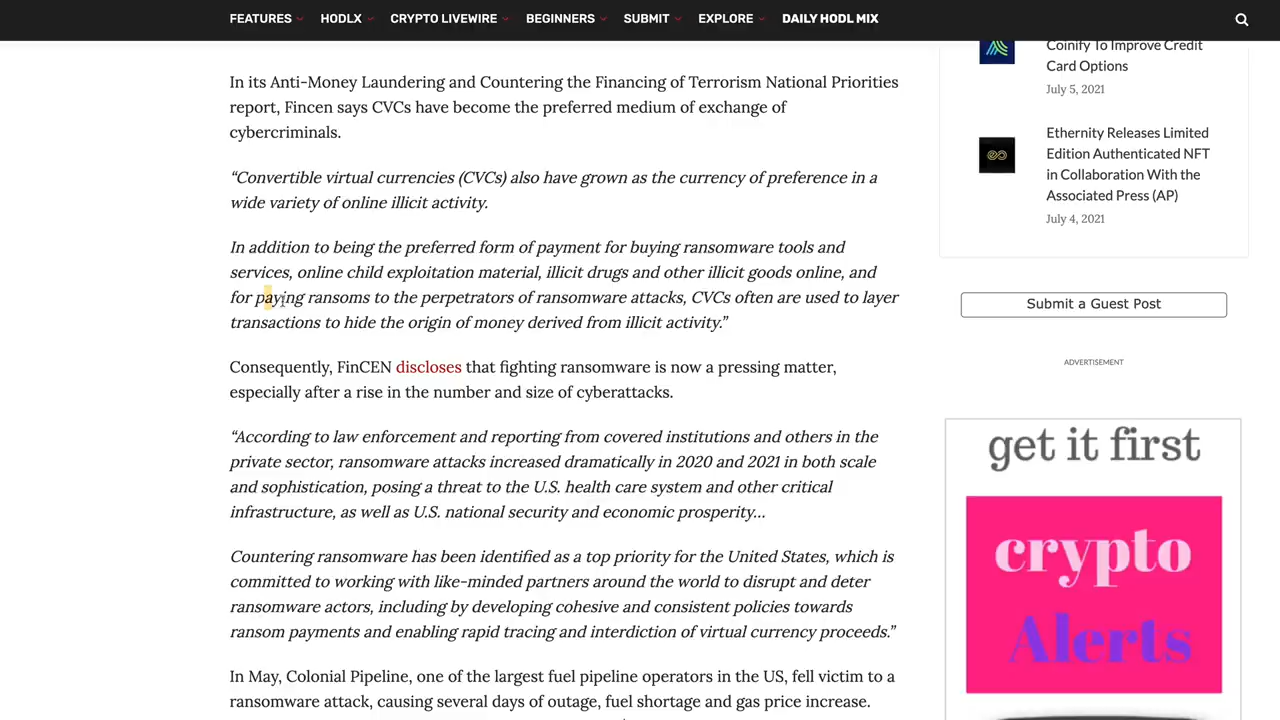 FEATURES HODLX CRYPTO LIVEWIRE BEGINNERS SUBMIT EXPLORE DAILY HODL MIX
In its Anti-Money Laundering and Countering the Financing of Terrorism National Priorities
report, Fincen says CVCs have become the preferred medium of exchange of
cybercriminals.
“Convertible virtual currencies (CVCs) also have grown as the currency of preference in a
wide variety of online illicit activity.
In addition to being the preferred form of payment for buying ransomware tools and
services, online child exploitation material, illicit drugs and other illicit goods online, and
for paying ransoms to the perpetrators of ransomware attacks, CVCs often are used to layer
transactions to hide the origin of money derived from illicit activity.”
Consequently, FinCEN discloses that fighting ransomware is now a pressing matter,
especially after a rise in the number and size of cyberattacks.
“According to law enforcement and reporting from covered institutions and others in the
private sector, ransomware attacks increased dramatically in 2020 and 2021 in both scale
and sophistication, posing a threat to the U.S. health care system and other critical
infrastructure, as well as U.S. national security and economic prosperity…
Countering ransomware has been identified as a top priority for the United States, which is
committed to working with like-minded partners around the world to disrupt and deter
ransomware actors, including by developing cohesive and consistent policies towards
ransom payments and enabling rapid tracing and interdiction of virtual currency proceeds.”
In May, Colonial Pipeline, one of the largest fuel pipeline operators in the US, fell victim to a
ransomware attack, causing several days of outage, fuel shortage and gas price increase.
Coinify To Improve Credit
Card Options
July 5, 2021
Ethernity Releases Limited
Edition Authenticated NFT
in Collaboration With the
Associated Press (AP)
July 4, 2021
Submit a Guest Post
ADVERTISEMENT
get it first
crypto
Alerts